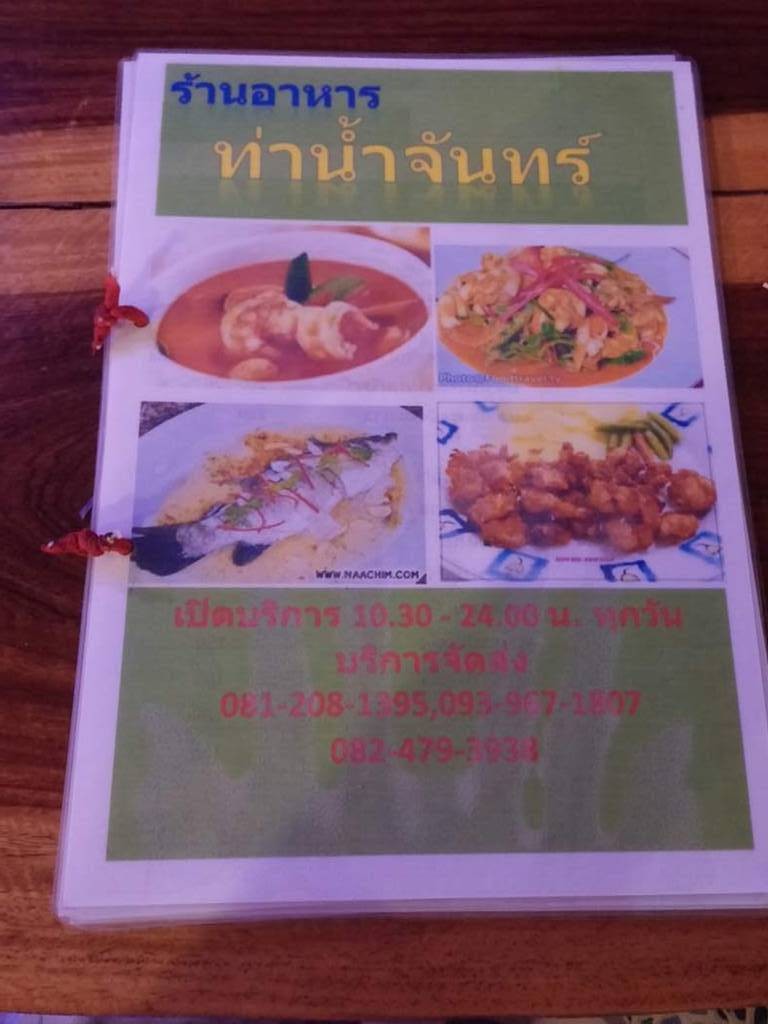 ร้านอาหาร
ท่าน้ำจันทร์
WWW.NAACHIM.COM
เปิดบริการ 10.30 - 24.00 น. ทุกวัน
บริการจัดส่ง
081-208-1395,093-967-1807
082-479-3938